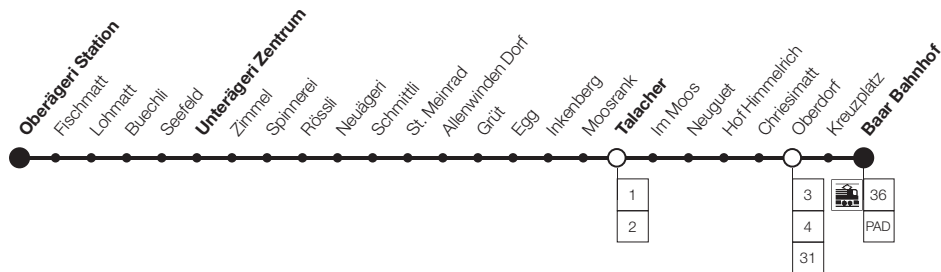 Oberägeri Station
Fischmatt
Lohmatt
Buechli
Seefeld
Unterägeri Zentrum
Zimmel
Spinnerei
Rössli
Neuägeri
Schmittli
St. Meinrad
Allenwinden Dorf
Grüt
Egg
Inkenberg
Moosrank
Talacher
Im Moos
Neuguet
Hof Himmelrich
Chriesimatt
Oberdorf
Kreuzplatz
Baar Bahnhof
1
2
3
4
31
36
PAD